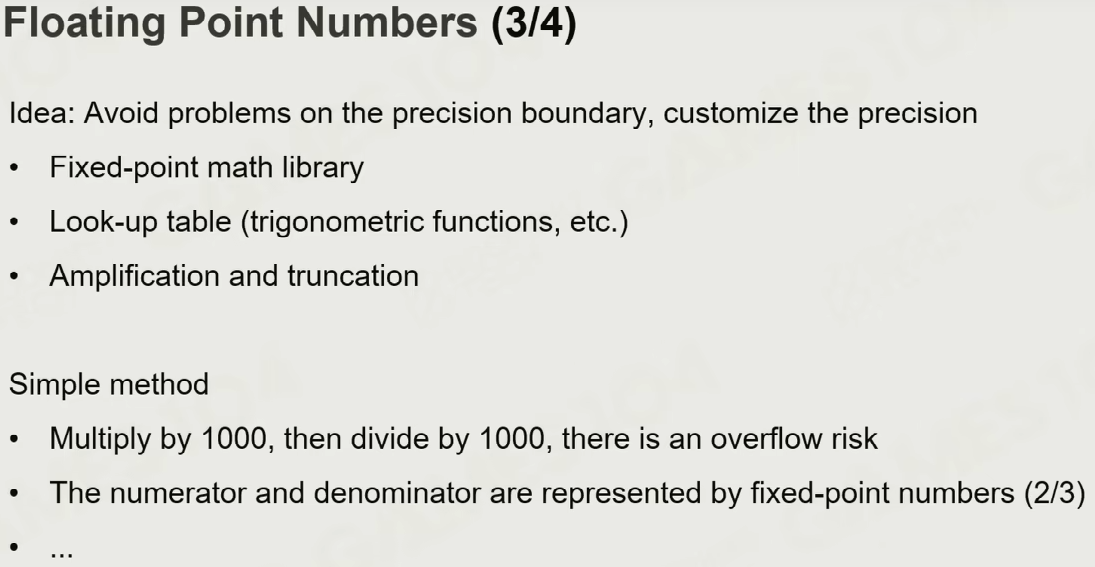 Floating Point Numbers (3/4)
Idea: Avoid problems on the precision boundary, customize the precision
• Fixed-point math library
• Look-up table (trigonometric functions, etc.)
• Amplification and truncation
Simple method
• Multiply by 1000, then divide by 1000, there is an overflow risk
• The numerator and denominator are represented by fixed-point numbers (2/3)
• ...
GAMES104